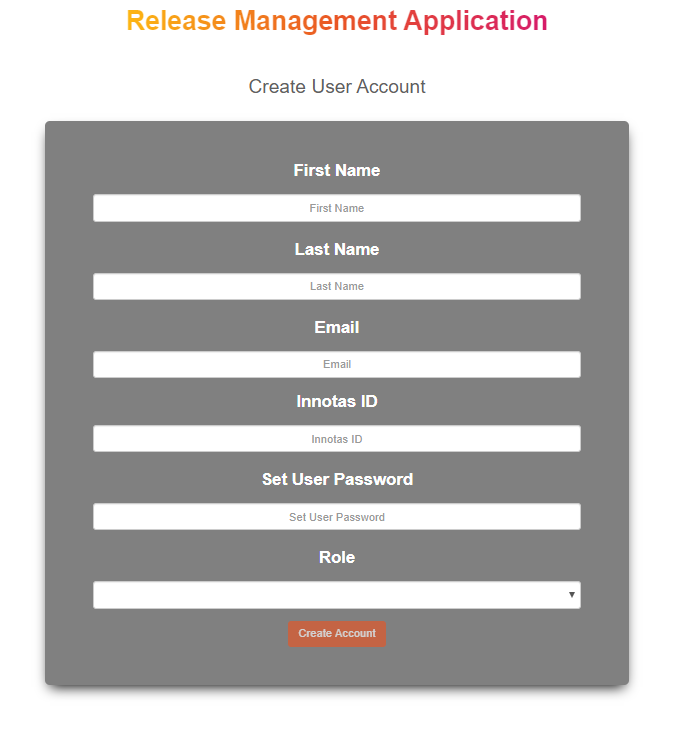 Release Management Application
Create User Account
First Name
First Name
Last Name
Last Name
Email
Email
Innotas ID
Innotas ID
Set User Password
Set User Password
Role
Create Account